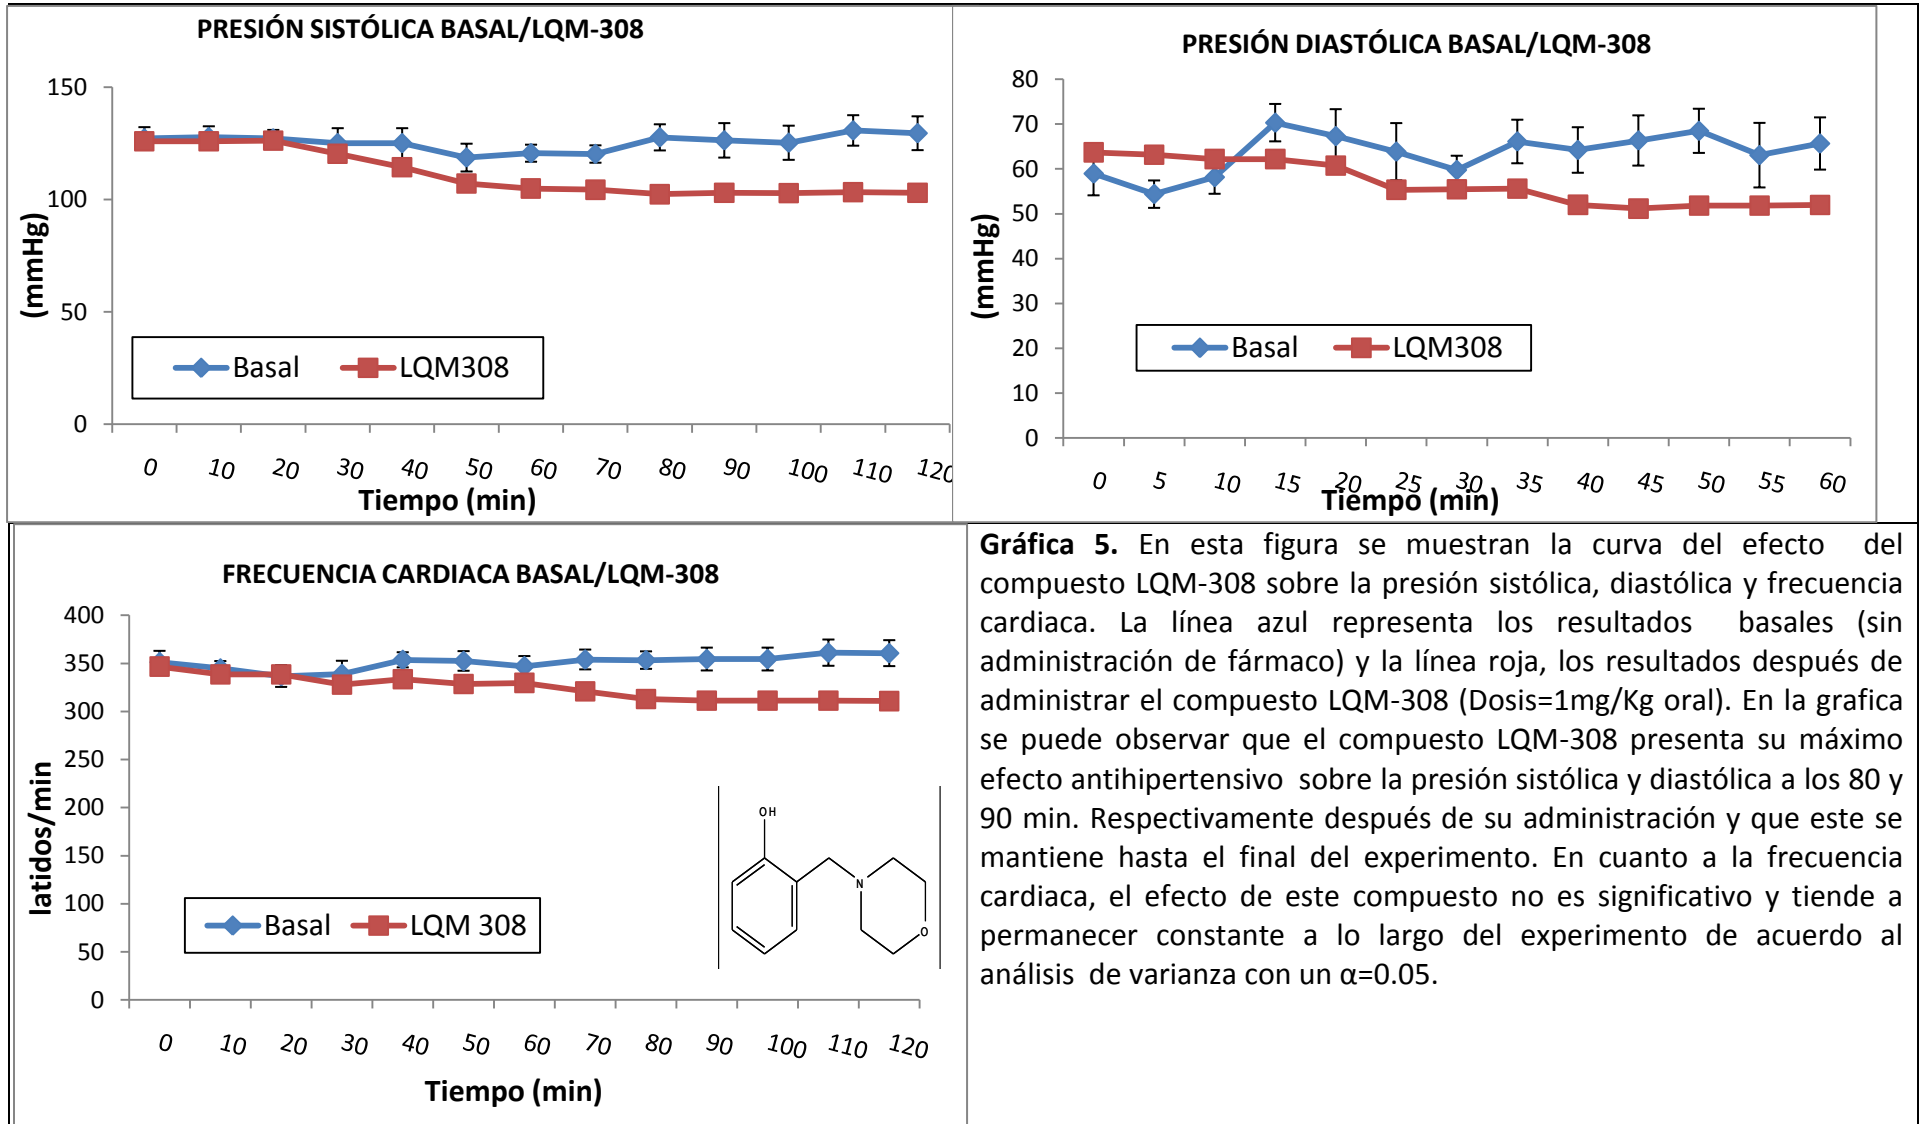 PRESIÓN SISTÓLICA BASAL/LQM-308
150
100
50
0
(mmHg)
Basal LQM308
0 10 20 30 40 50 60 70 80 90 100 110 120
Tiempo (min)
PRESIÓN DIASTÓLICA BASAL/LQM-308
80
70
60
50
40
30
20
10
0
(mmHg)
Basal LQM308
0 5 10 15 20 25 30 35 40 45 50 55 60
Tiempo (min)
FRECUENCIA CARDIACA BASAL/LQM-308
400
350
300
250
200
150
100
50
0
latidos/min
Basal LQM 308
OH
N
O
0 10 20 30 40 50 60 70 80 90 100 110 120
Tiempo (min)
Gráfica 5. En esta figura se muestran la curva del efecto del
compuesto LQM-308 sobre la presión sistólica, diastólica y frecuencia
cardiaca. La línea azul representa los resultados basales (sin
administración de fármaco) y la línea roja, los resultados después de
administrar el compuesto LQM-308 (Dosis=1mg/Kg oral). En la grafica
se puede observar que el compuesto LQM-308 presenta su máximo
efecto antihipertensivo sobre la presión sistólica y diastólica a los 80 y
90 min. Respectivamente después de su administración y que este se
mantiene hasta el final del experimento. En cuanto a la frecuencia
cardiaca, el efecto de este compuesto no es significativo y tiende a
permanecer constante a lo largo del experimento de acuerdo al
análisis de varianza con un α=0.05.